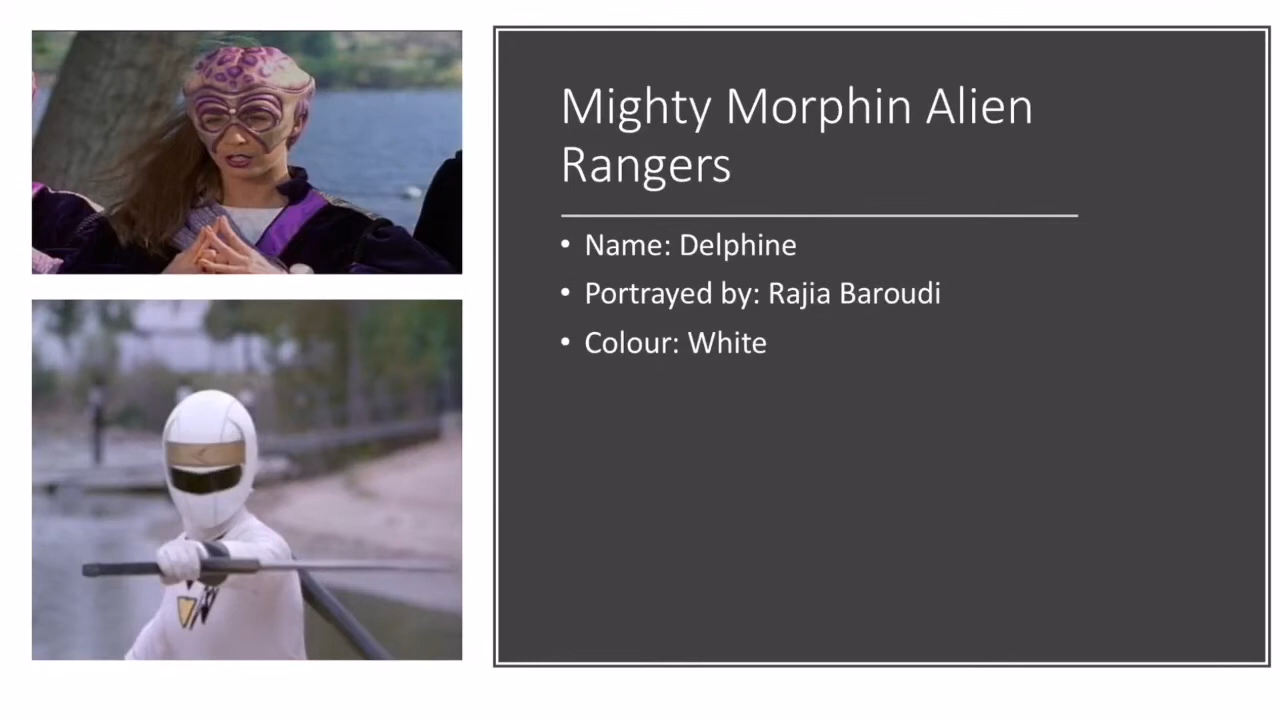 Mighty Morphin Alien
Rangers
• Name: Delphine
• Portrayed by: Rajia Baroudi
• Colour: White